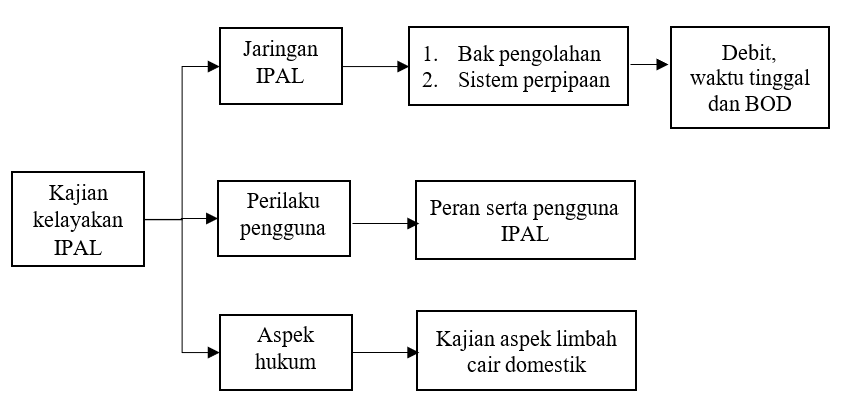 Jaringan
IPAL
1. Bak pengolahan
2. Sistem perpipaan
Debit,
waktu tinggal
dan BOD
Kajian
kelayakan
IPAL
Perilaku
pengguna
Peran serta pengguna
IPAL
Aspek
hukum
Kajian aspek limbah
cair domestik